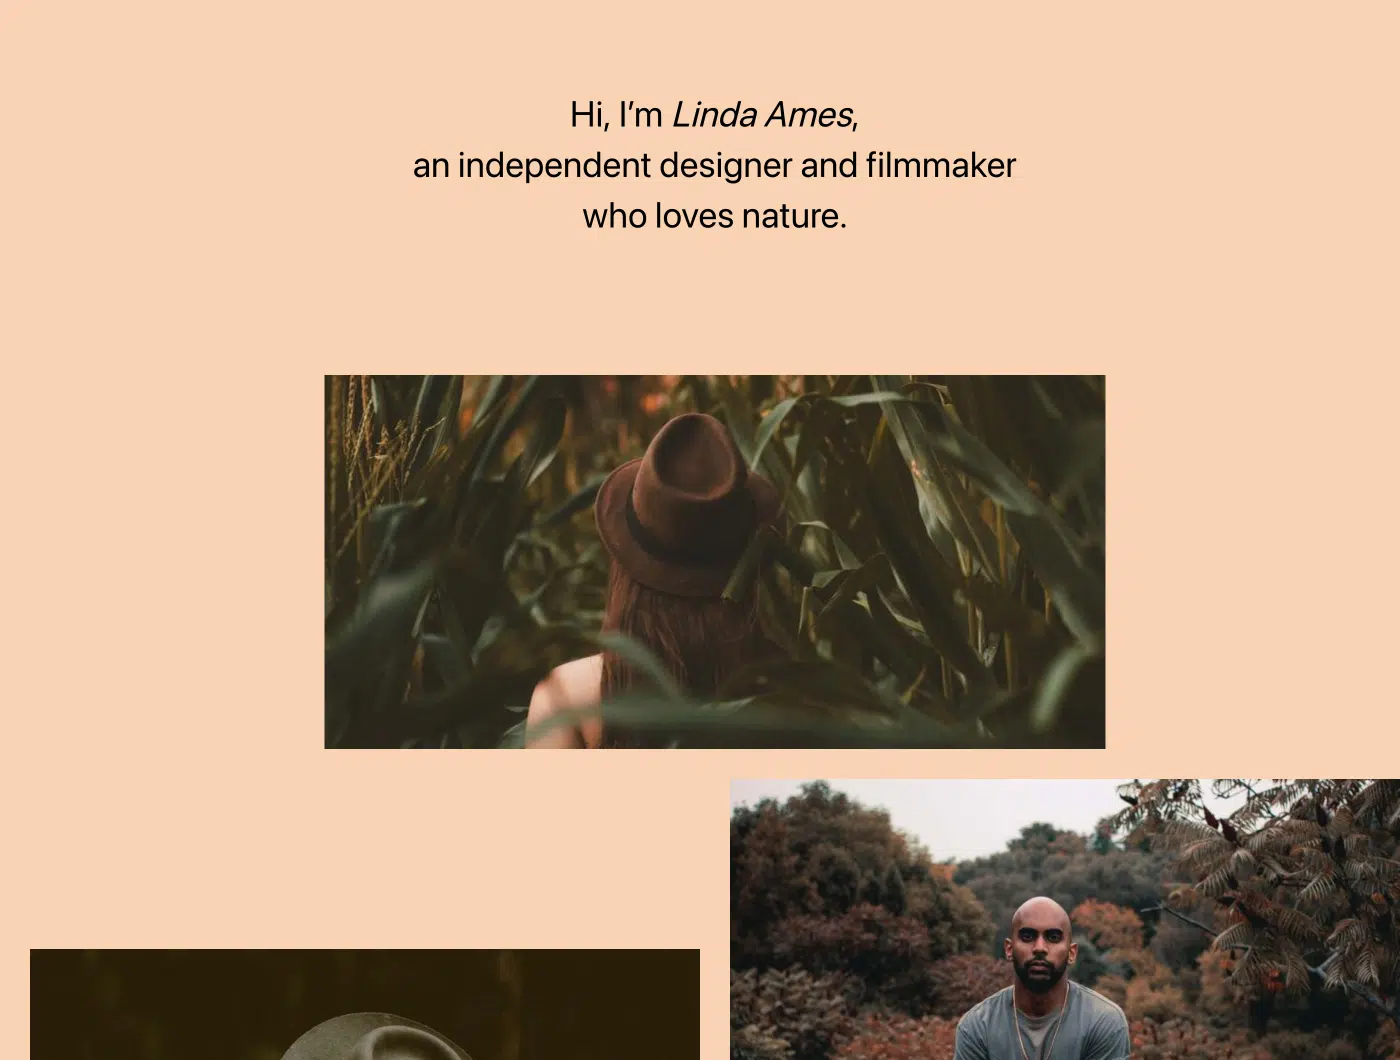 Hi, I’m Linda Ames,
an independent designer and filmmaker
who loves nature.